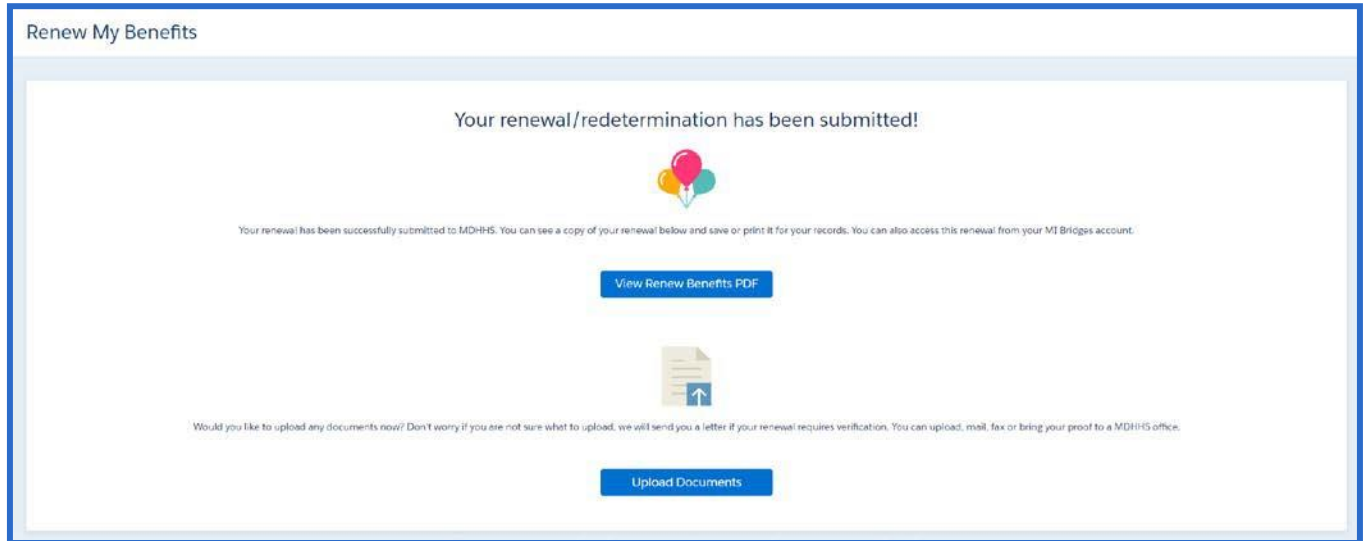 Renew My Benefits
Your renewal/redetermination has been submitted!
Your renewal has been successfully submitted to MDHHS. You can see a copy of your renewal below and save or print it for your records. You can also access this renewal from your MI Bridges account.
View Renew Benefits PDF
Would you like to upload any documents now? Don't worry if you are not sure what to upload, we will send you a letter if your renewal requires verification. You can upload, mail, fax or bring your proof to a MDHHS office.
Upload Documents